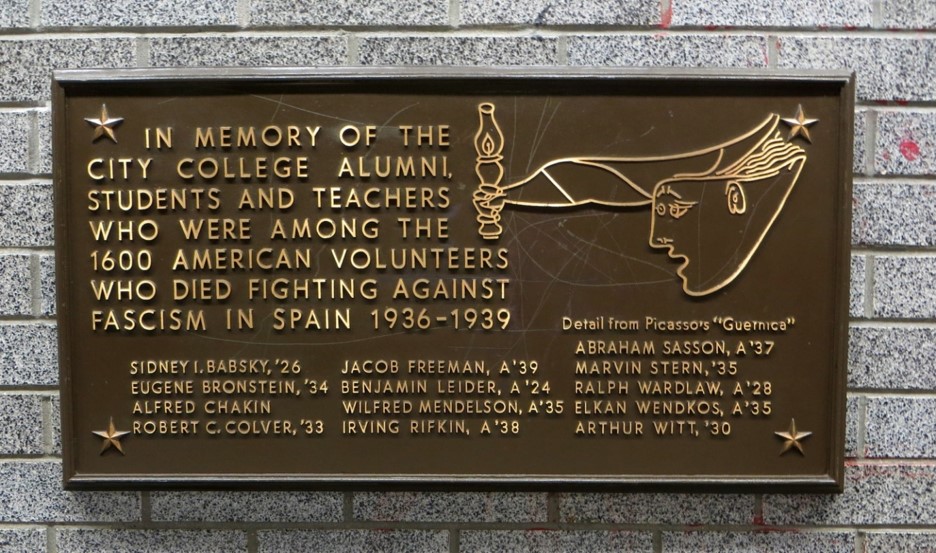 IN MEMORY OF THE
CITY COLLEGE ALUMNI,
STUDENTS AND TEACHERS
WHO WERE AMONG THE
1600 AMERICAN VOLUNTEERS
WHO DIED FIGHTING AGAINST
FASCISM IN SPAIN 1936-1939
Detail from Picasso's "Guernica"
SIDNEY I. BABSKY, '26
EUGENE BRONSTEIN, '34
ALFRED CHAKIN
ROBERT C. COLVER, '33
JACOB FREEMAN, A'39
BENJAMIN LEIDER, A'24
WILFRED MENDELSON, A'35
IRVING RIFKIN, A'38
ABRAHAM SASSON, A'37
MARVIN STERN, '35
RALPH WARDLAW, A'28
ELKAN WENDKOS, A'35
ARTHUR WITT, '30